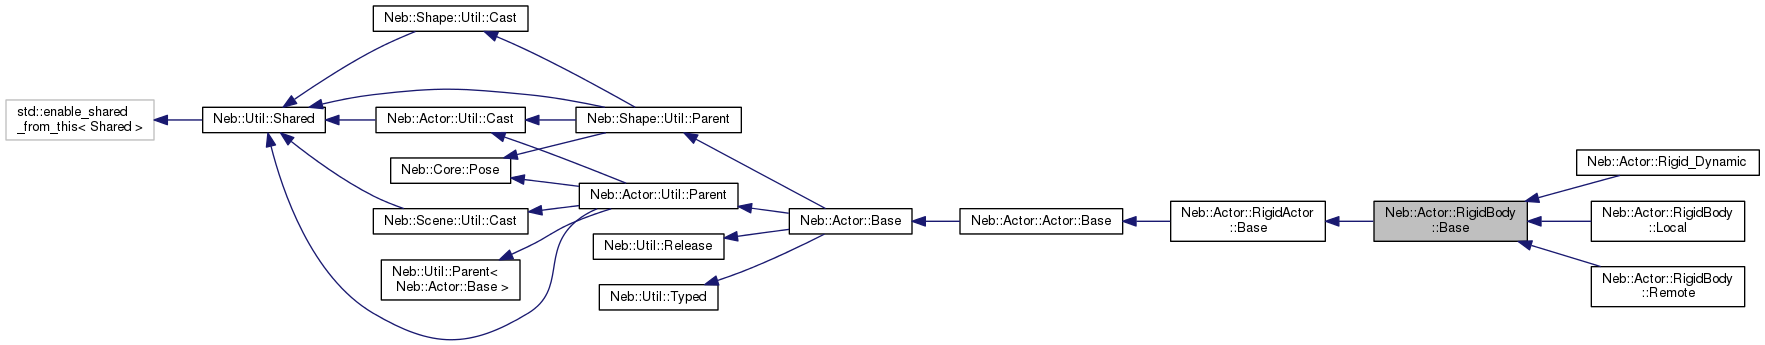 Neb::Shape::Util::Cast
std::enable_shared
_from_this< Shared >
Neb::Util::Shared
Neb::Actor::Util::Cast
Neb::Shape::Util::Parent
Neb::Core::Pose
Neb::Actor::Util::Parent
Neb::Scene::Util::Cast
Neb::Util::Release
Neb::Util::Parent<
Neb::Actor::Base >
Neb::Util::Typed
Neb::Actor::Base
Neb::Actor::Actor::Base
Neb::Actor::RigidActor
::Base
Neb::Actor::RigidBody
::Base
Neb::Actor::Rigid_Dynamic
Neb::Actor::RigidBody
::Local
Neb::Actor::RigidBody
::Remote